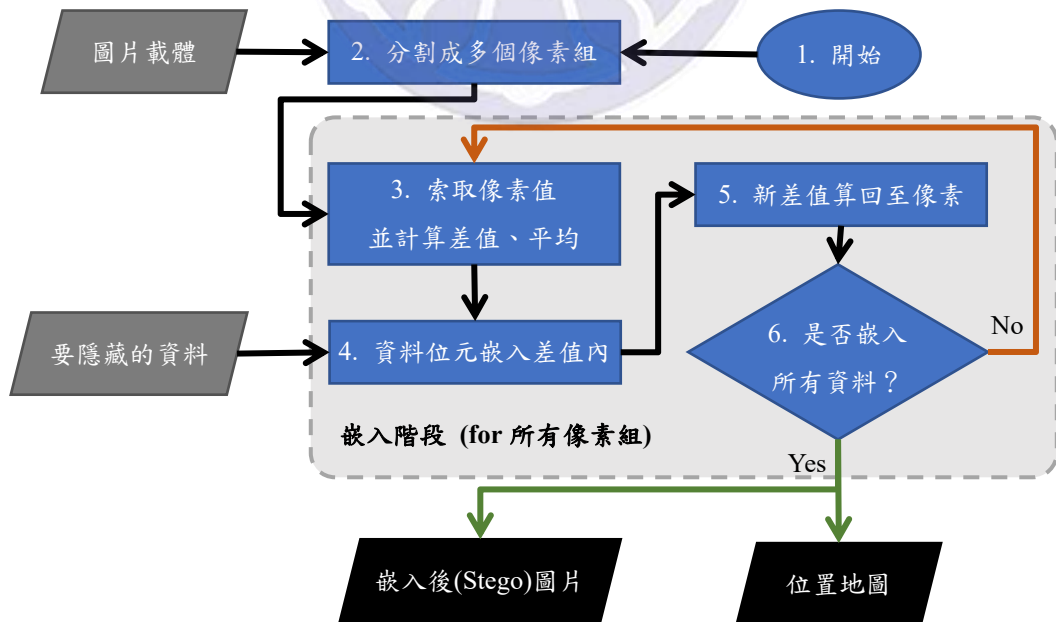 圖片載體
2. 分割成多個像素組
1. 開始
3. 索取像素值
並計算差值、平均
5. 新差值算回至像素
要隱藏的資料
4. 資料位元嵌入差值內
6. 是否嵌入
所有資料？
No
嵌入階段 (for 所有像素組)
Yes
嵌入後(Stego)圖片
位置地圖